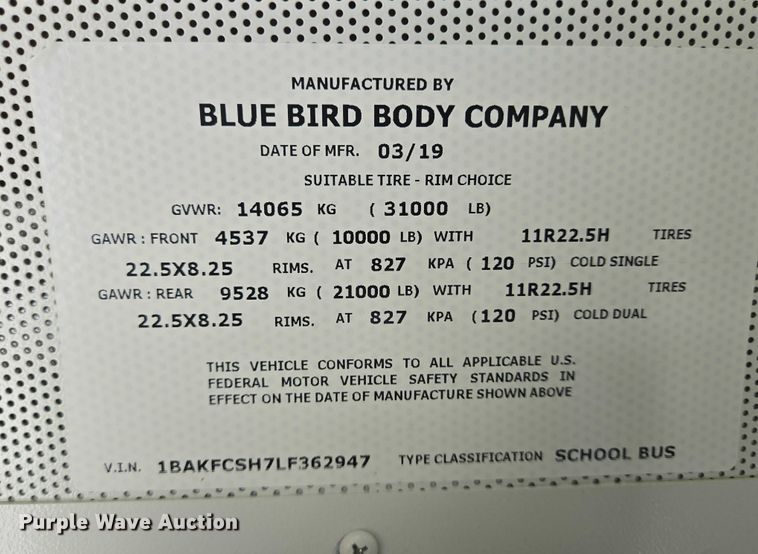 MANUFACTURED BY
BLUE BIRD BODY COMPANY
DATE OF MFR. 03/19
SUITABLE TIRE - RIM CHOICE
GVWR: 14065 KG ( 31000 LB)
GAWR : FRONT 4537 KG ( 10000 LB) WITH 11R22.5H TIRES
22.5X8.25 RIMS. AT 827 KPA ( 120 PSI) COLD SINGLE
GAWR : REAR 9528 KG ( 21000 LB) WITH 11R22.5H TIRES
22.5X8.25 RIMS. AT 827 KPA (120 PSI) COLD DUAL
THIS VEHICLE CONFORMS TO ALL APPLICABLE U.S.
FEDERAL MOTOR VEHICLE SAFETY STANDARDS IN
EFFECT ON THE DATE OF MANUFACTURE SHOWN ABOVE
V.I.N. 1BAKFCSH7LF362947 TYPE CLASSIFICATION SCHOOL BUS
Purple Wave Auction